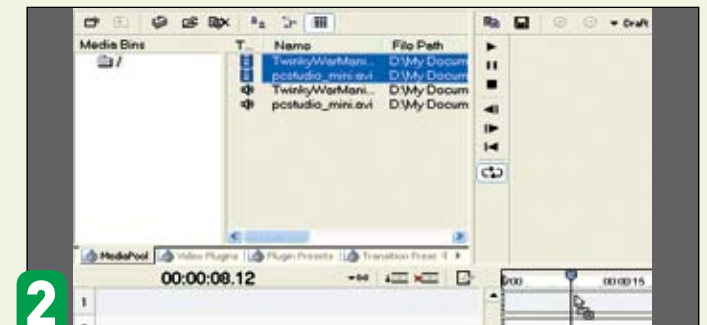 Draft
Media Bins T... Name File Path
/ TwinkyWarMani... D:\My Docum
pcstudio_mini.avi D:\My Docum
TwinkyWarMani... D:\My Docum
pcstudio_mini.avi D:\My Docum
MediaPool Video Plugins Plugin Presets Transition Preset
00:00:08.12
00:00:15
1
2